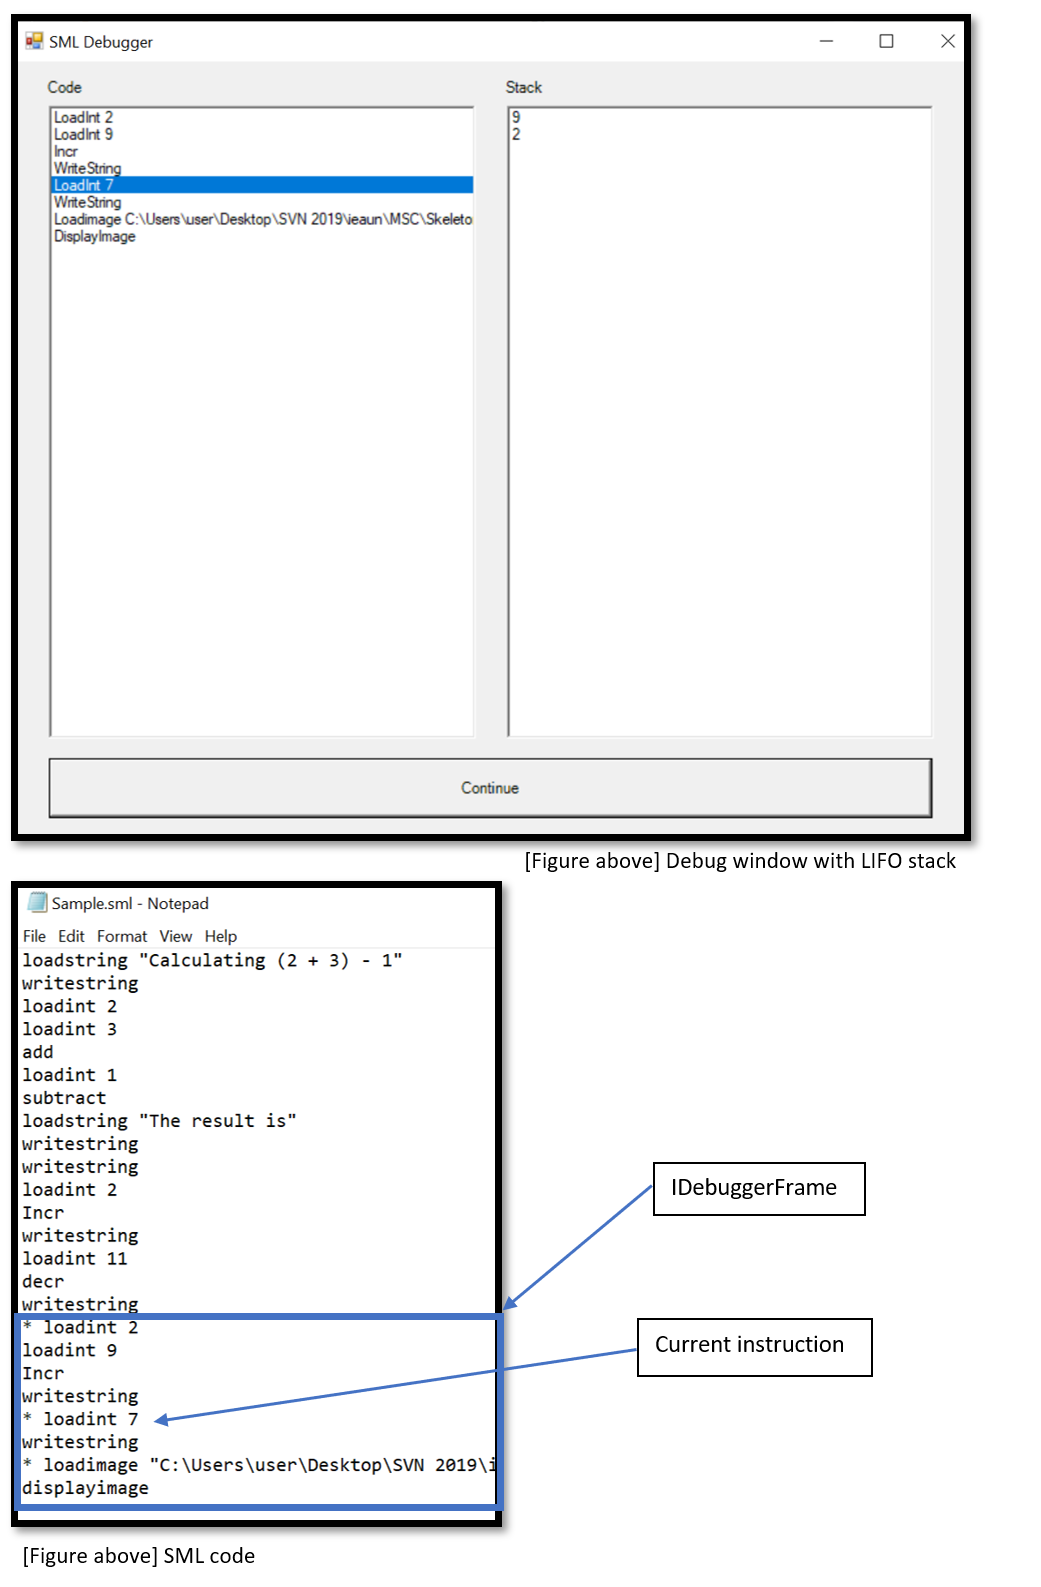 SML Debugger
Code
Stack
LoadInt 2
LoadInt 9
Incr
WriteString
LoadInt 7
WriteString
Loadimage C:\Users\user\Desktop\SVN 2019\ieaun\MSC\Skeleto
DisplayImage
9
2
Continue
[Figure above] Debug window with LIFO stack
Sample.sml - Notepad
File Edit Format View Help
loadstring "Calculating (2 + 3) - 1"
writestring
loadint 2
loadint 3
add
loadint 1
subtract
loadstring "The result is"
writestring
writestring
loadint 2
Incr
writestring
loadint 11
decr
writestring
* loadint 2
loadint 9
Incr
writestring
* loadint 7
writestring
* loadimage "C:\Users\user\Desktop\SVN 2019\i
displayimage
IDebuggerFrame
Current instruction
[Figure above] SML code